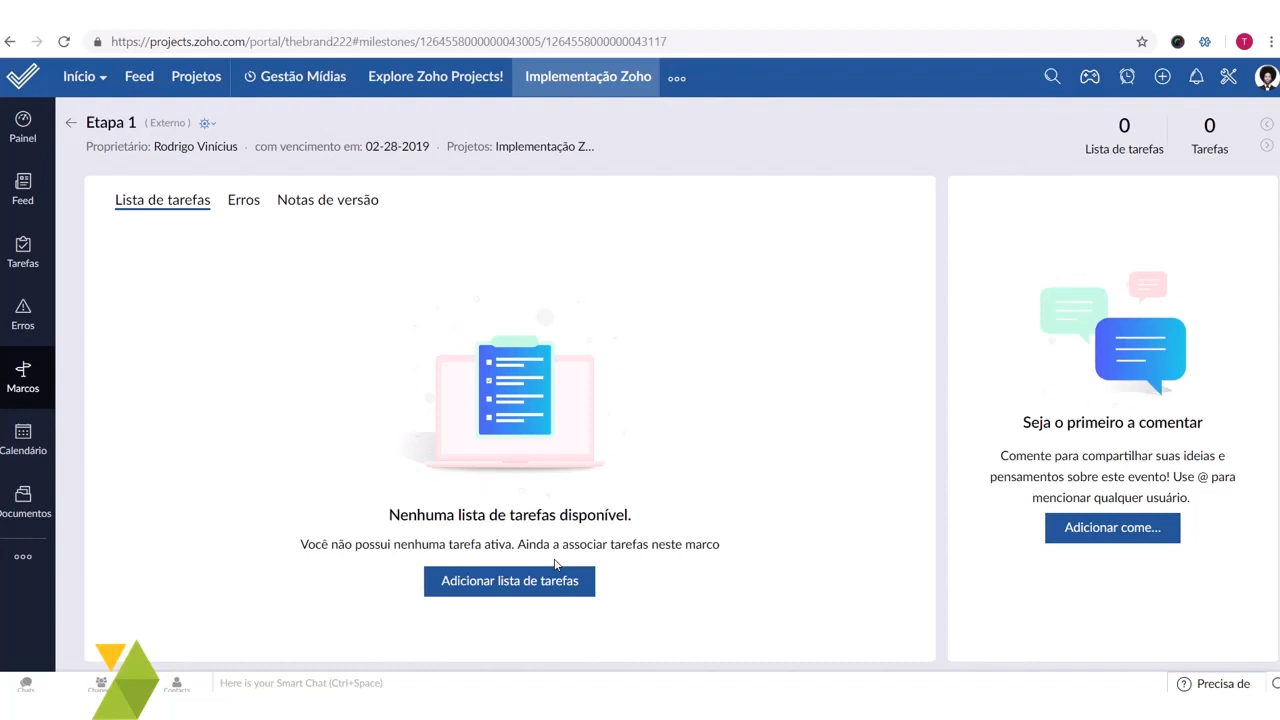 https://projects.zoho.com/portal/thebrand222#milestones/1264558000000043005/1264558000000043117
T
Início Feed Projetos Gestão Mídias Explore Zoho Projects! Implementação Zoho
Painel
Feed
Tarefas
Erros
Marcos
Calendário
Documentos
Etapa 1 ( Externo )
Proprietário: Rodrigo Vinícius · com vencimento em: 02-28-2019 · Projetos: Implementação Z...
0
Lista de tarefas
0
Tarefas
Lista de tarefas Erros Notas de versão
Nenhuma lista de tarefas disponível.
Você não possui nenhuma tarefa ativa. Ainda a associar tarefas neste marco
Adicionar lista de tarefas
Seja o primeiro a comentar
Comente para compartilhar suas ideias e
pensamentos sobre este evento! Use @ para
mencionar qualquer usuário.
Adicionar come...
Chats
Contacts
Here is your Smart Chat (Ctrl+Space)
Precisa de